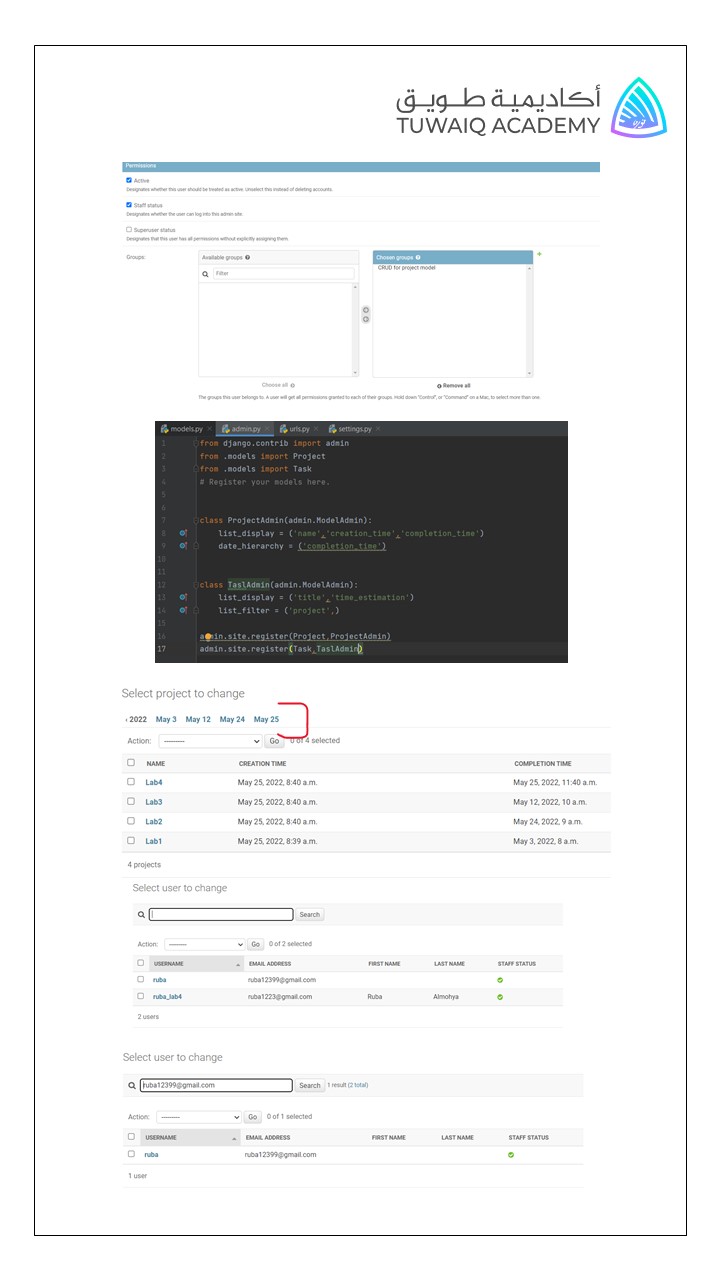 أكاديمية طويق
TUWAIQ ACADEMY
Permissions
Active
Designates whether this user should be treated as active. Unselect this instead of deleting accounts.
Staff status
Designates whether the user can log into this admin site.
Superuser status
Designates that this user has all permissions without explicitly assigning them.
Groups:
Available groups
Chosen groups
Filter
CRUD for project model
Choose all
Remove all
The groups this user belongs to. A user will get all permissions granted to each of their groups. Hold down "Control", or "Command" on a Mac, to select more than one.
models.py admin.py urls.py settings.py
1 from django.contrib import admin
2 from .models import Project
3 from .models import Task
4 # Register your models here.
5
6
7 class ProjectAdmin(admin.ModelAdmin):
8 list_display = ('name','creation_time','completion_time')
9 date_hierarchy = ('completion_time')
10
11
12 class TaslAdmin(admin.ModelAdmin):
13 list_display = ('title','time_estimation')
14 list_filter = ('project',)
15
16 admin.site.register(Project,ProjectAdmin)
17 admin.site.register(Task,TaslAdmin)
Select project to change
‹ 2022 May 3 May 12 May 24 May 25
Action: --------- Go 0 of 4 selected
NAME CREATION TIME COMPLETION TIME
Lab4 May 25, 2022, 8:40 a.m. May 25, 2022, 11:40 a.m.
Lab3 May 25, 2022, 8:40 a.m. May 12, 2022, 10 a.m.
Lab2 May 25, 2022, 8:40 a.m. May 24, 2022, 9 a.m.
Lab1 May 25, 2022, 8:39 a.m. May 3, 2022, 8 a.m.
4 projects
Select user to change
Search
Action: --------- Go 0 of 2 selected
USERNAME EMAIL ADDRESS FIRST NAME LAST NAME STAFF STATUS
ruba ruba12399@gmail.com
ruba_lab4 ruba1223@gmail.com Ruba Almohya
2 users
Select user to change
ruba12399@gmail.com Search 1 result (2 total)
Action: --------- Go 0 of 1 selected
USERNAME EMAIL ADDRESS FIRST NAME LAST NAME STAFF STATUS
ruba ruba12399@gmail.com
1 user